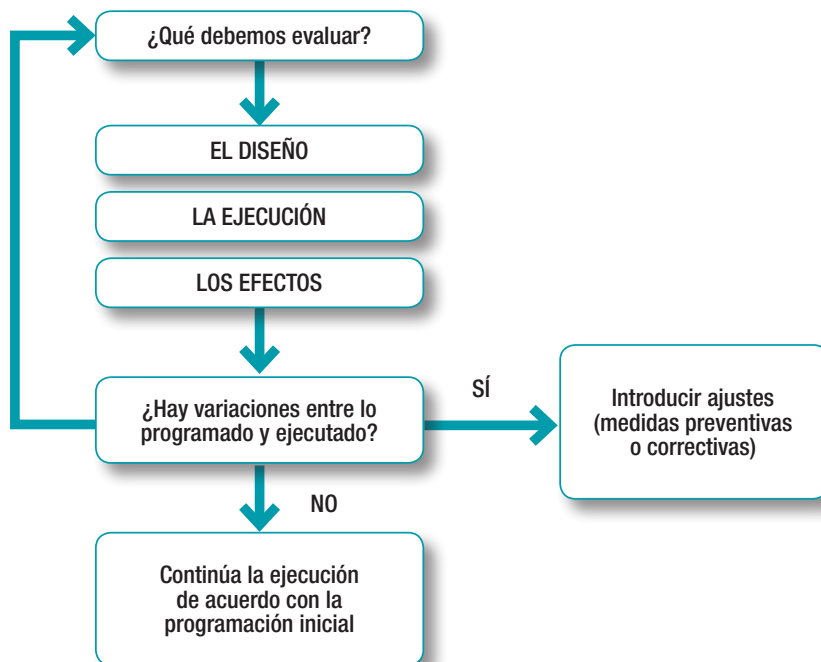 ¿Qué debemos evaluar?
EL DISEÑO
LA EJECUCIÓN
LOS EFECTOS
¿Hay variaciones entre lo
programado y ejecutado?
SÍ
Introducir ajustes
(medidas preventivas
o correctivas)
NO
Continúa la ejecución
de acuerdo con la
programación inicial